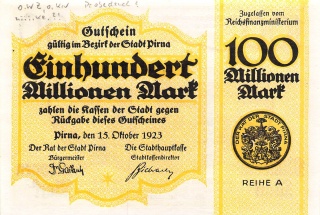 Gutschein
gültig im Bezirk der Stadt Pirna
Einhundert
Millionen Mark
zahlen die Kassen der Stadt gegen
Rückgabe dieses Gutscheines
Pirna, den 15. Oktober 1923
Der Rat der Stadt Pirna
Bürgermeister
Die Stadthauptkasse
Stadtkassendirektor
Zugelassen vom
Reichsfinanzministerium
100
Millionen
Mark
REIHE A